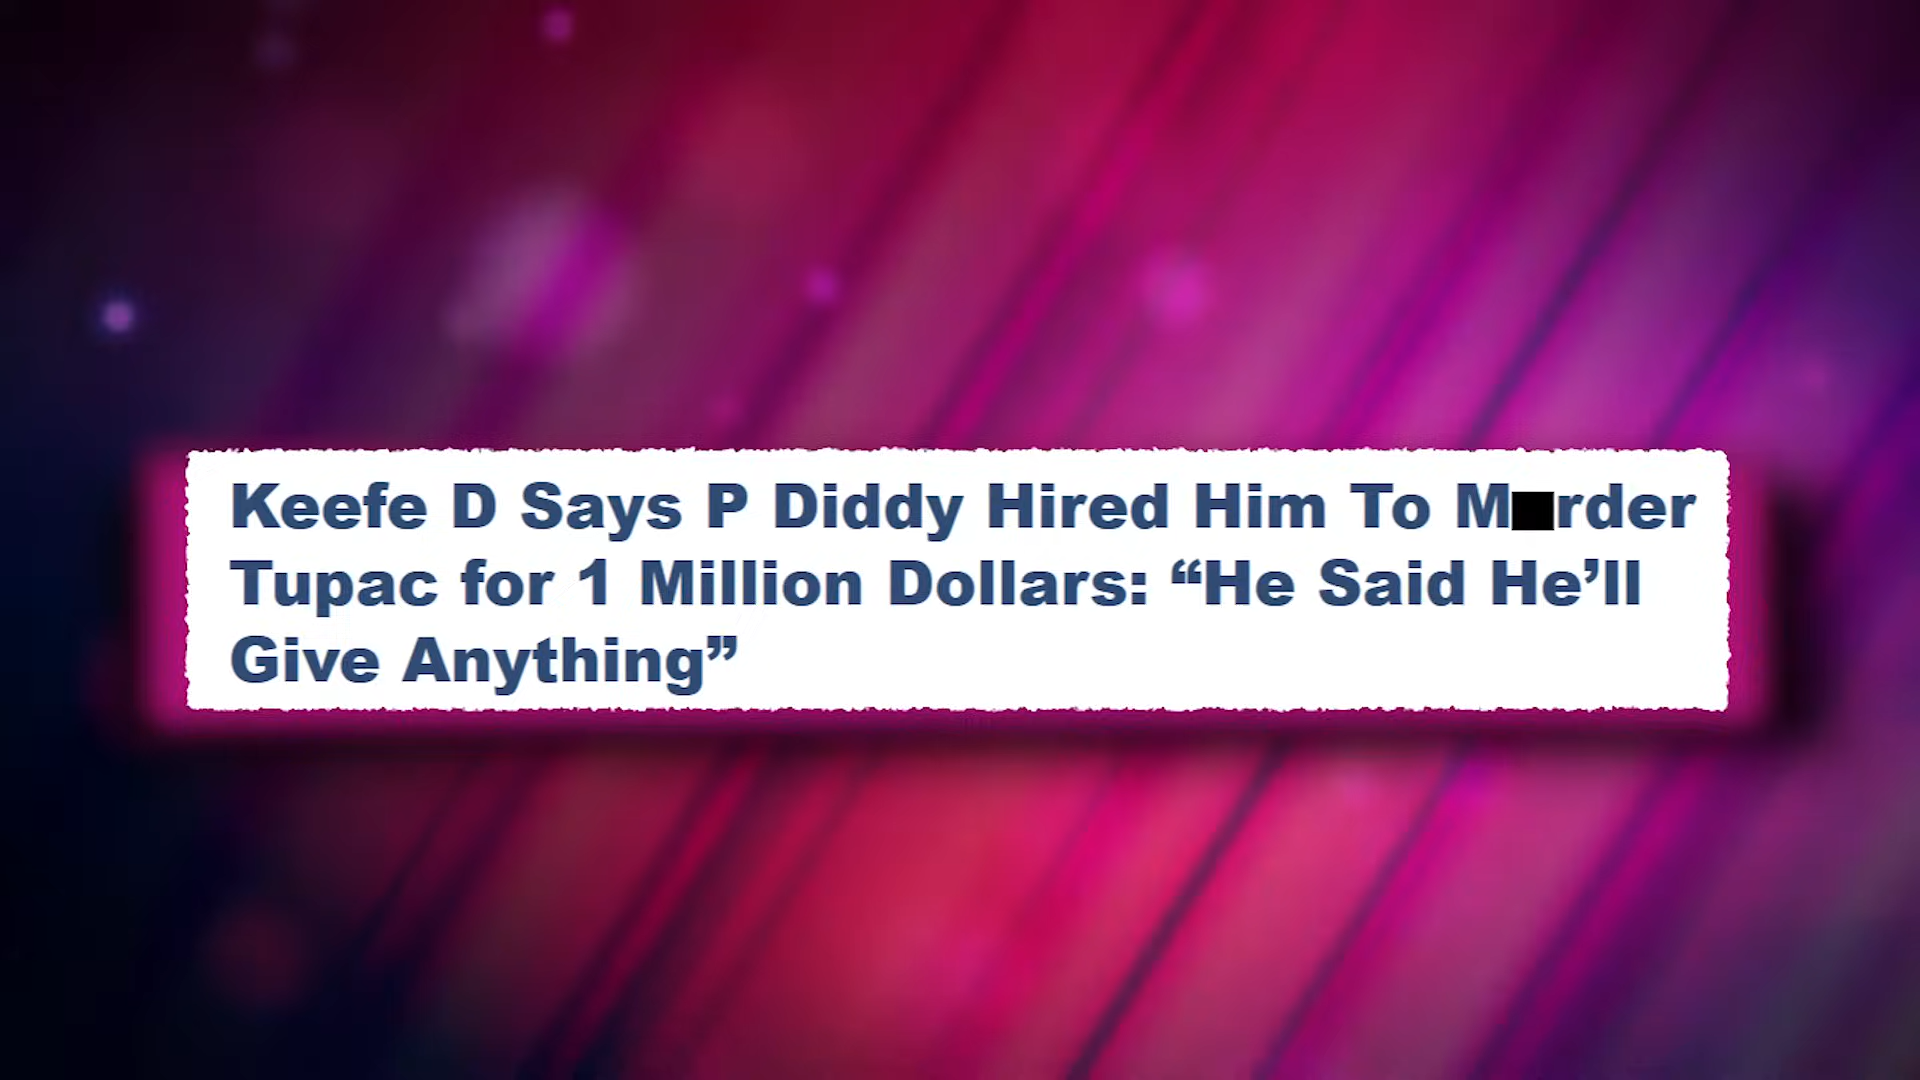 Keefe D Says P Diddy Hired Him To M■rder
Tupac for 1 Million Dollars: “He Said He’ll
Give Anything”